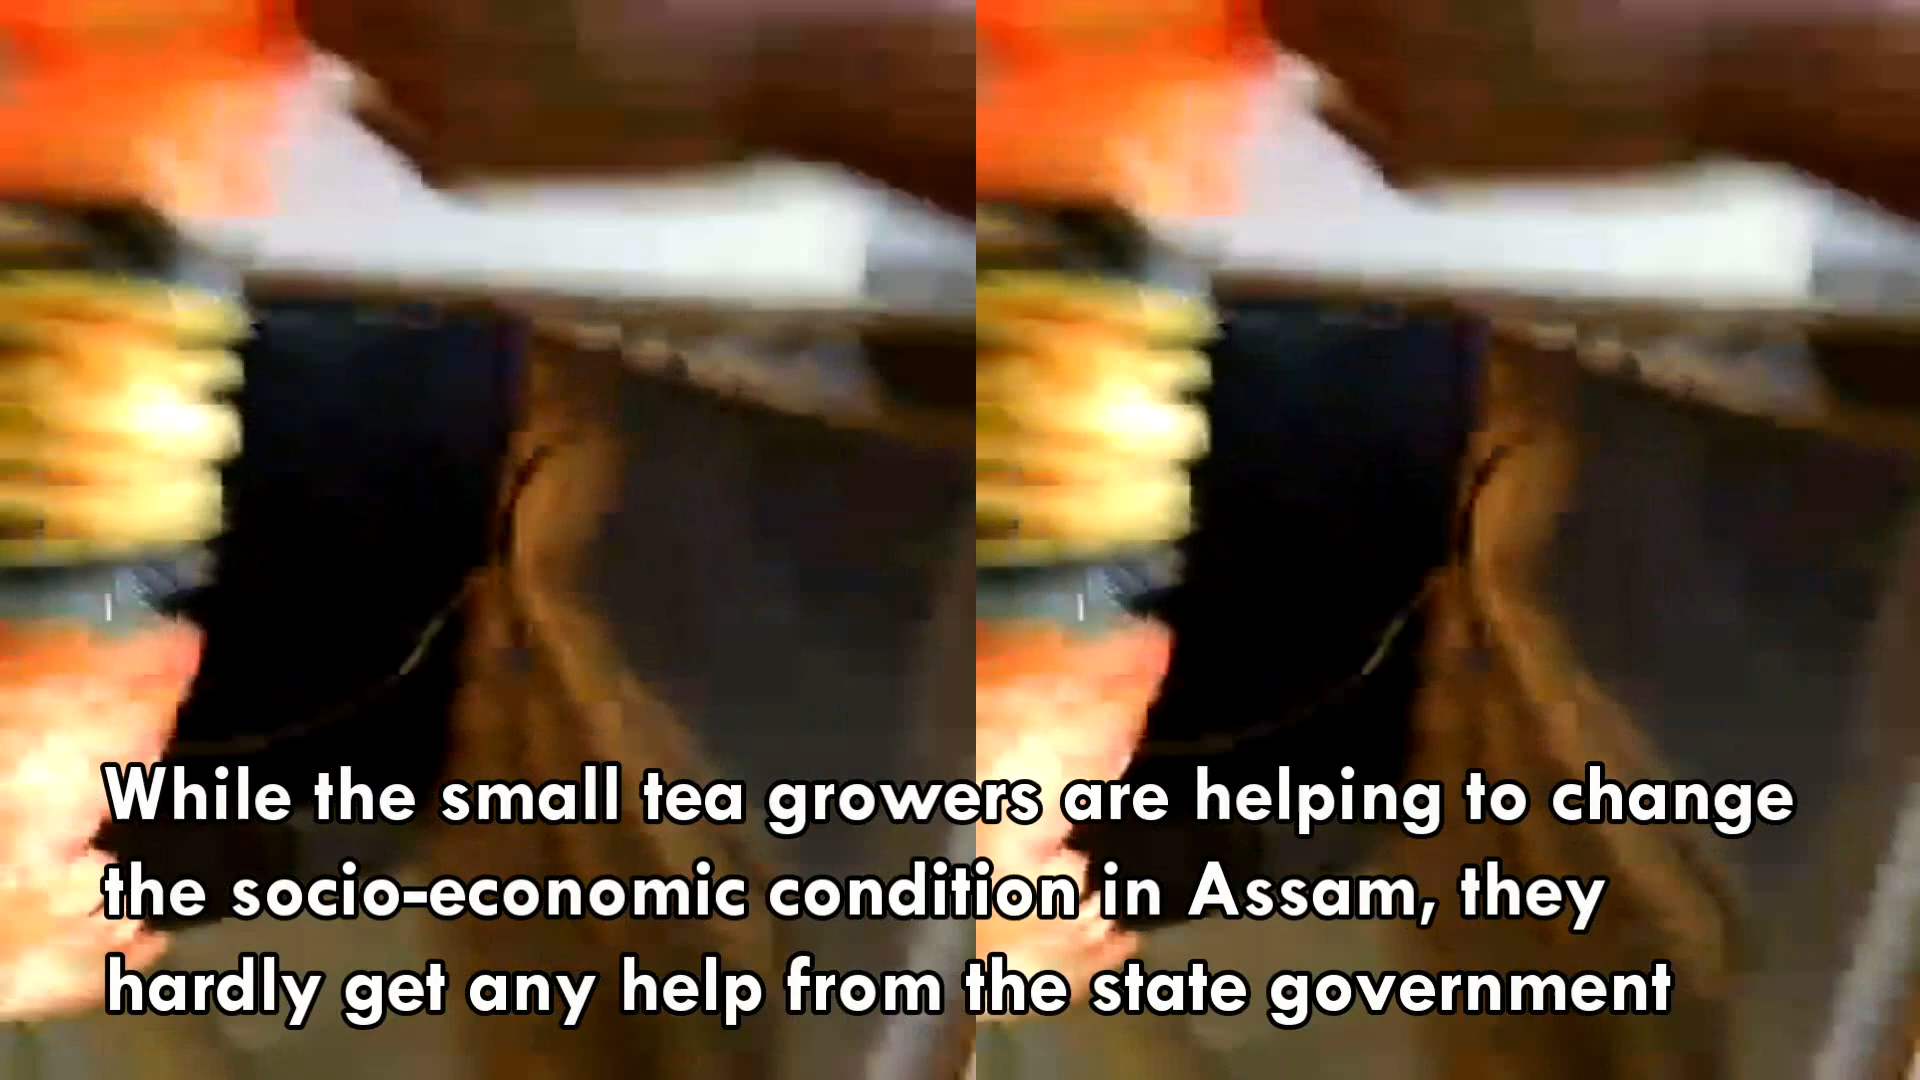 While the small tea growers are helping to change
the socio-economic condition in Assam, they
hardly get any help from the state government